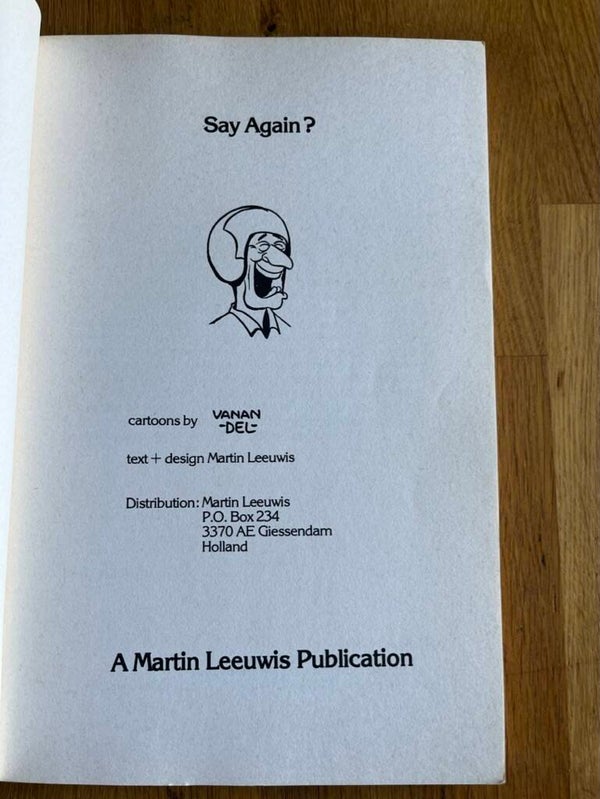 Say Again?
cartoons by VANAN
-DEL-
text + design Martin Leeuwis
Distribution: Martin Leeuwis
P.O. Box 234
3370 AE Giessendam
Holland
A Martin Leeuwis Publication